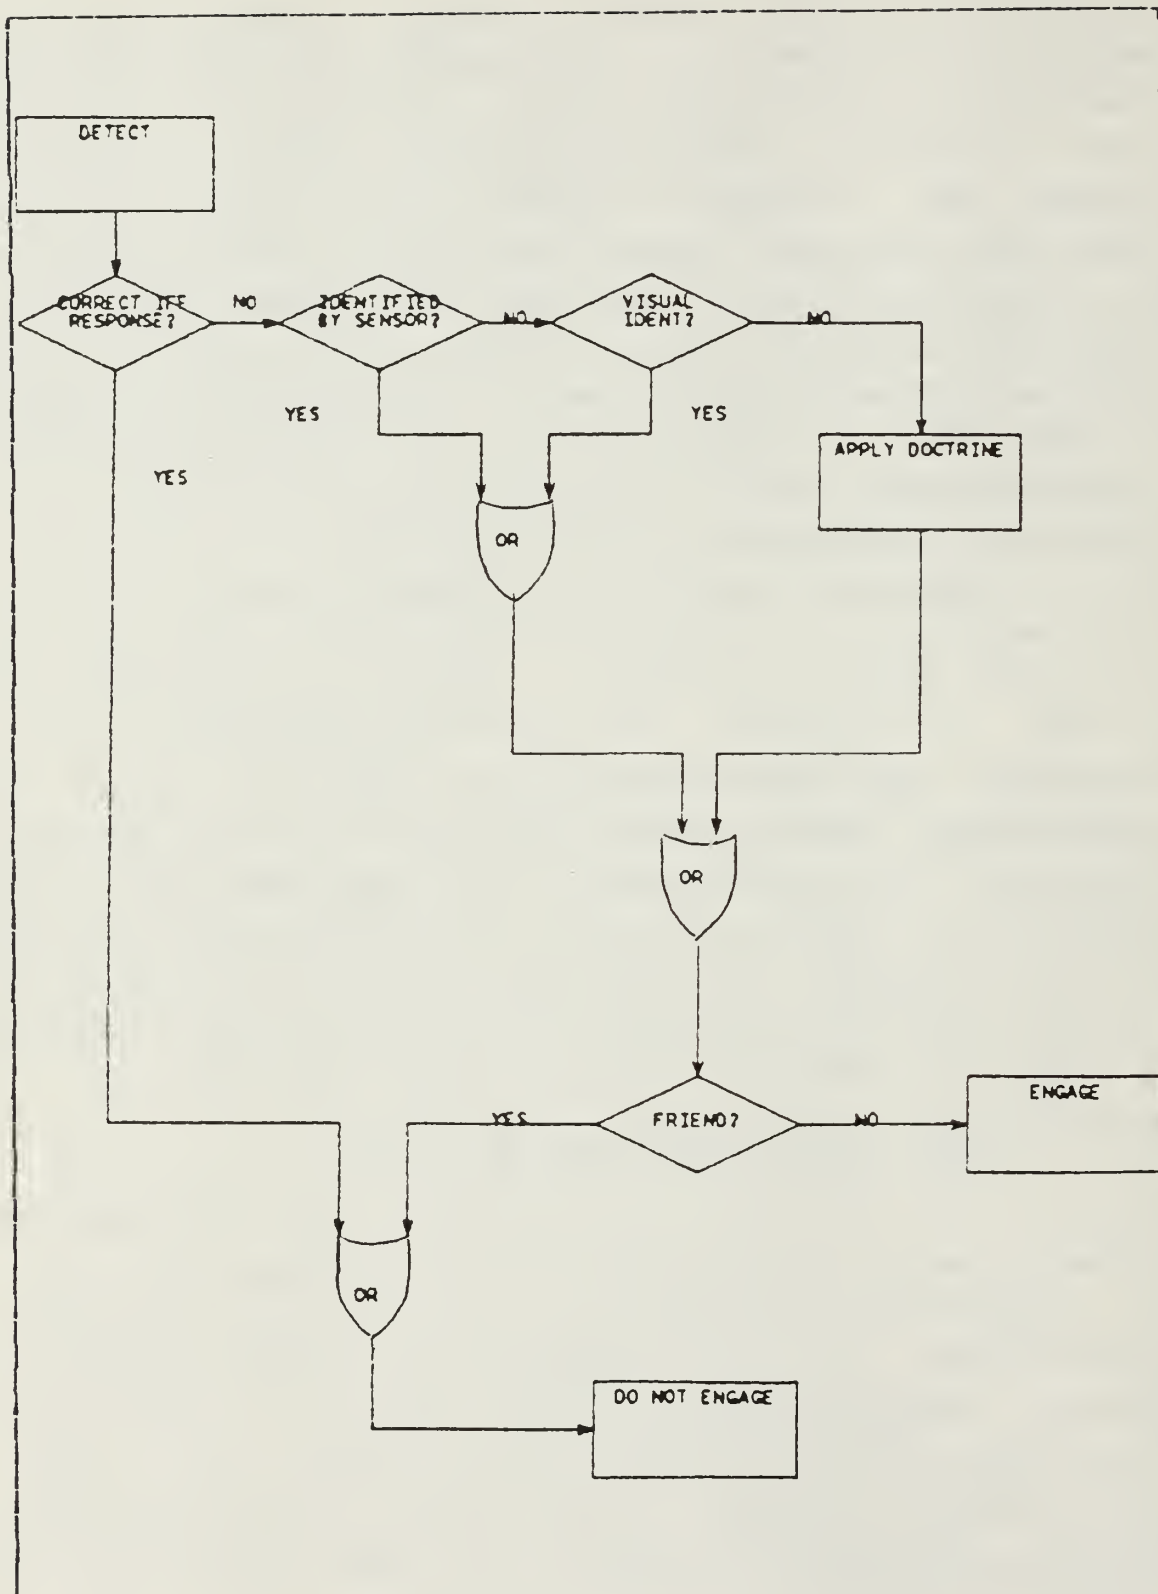 DETECT
CORRECT IFF
RESPONSE?
NO
IDENTIFIED
BY SENSOR?
NO
VISUAL
IDENT?
NO
YES
YES
YES
APPLY DOCTRINE
OR
OR
YES
FRIEND?
NO
ENGAGE
OR
DO NOT ENGAGE